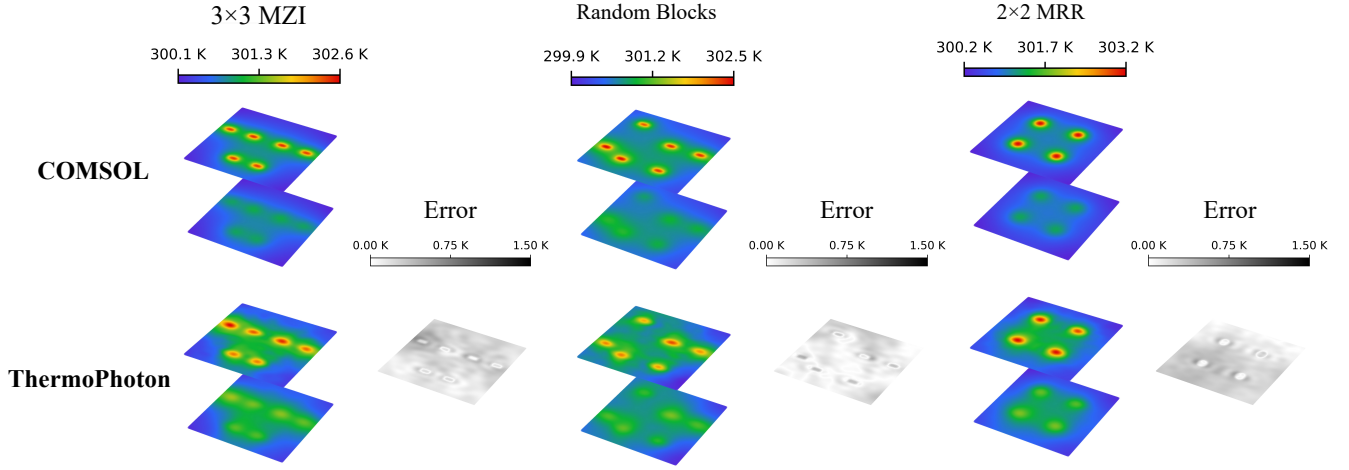 3×3 MZI
Random Blocks
2×2 MRR
300.1 K 301.3 K 302.6 K
299.9 K 301.2 K 302.5 K
300.2 K 301.7 K 303.2 K
COMSOL
Error
Error
Error
0.00 K 0.75 K 1.50 K
0.00 K 0.75 K 1.50 K
0.00 K 0.75 K 1.50 K
ThermoPhoton